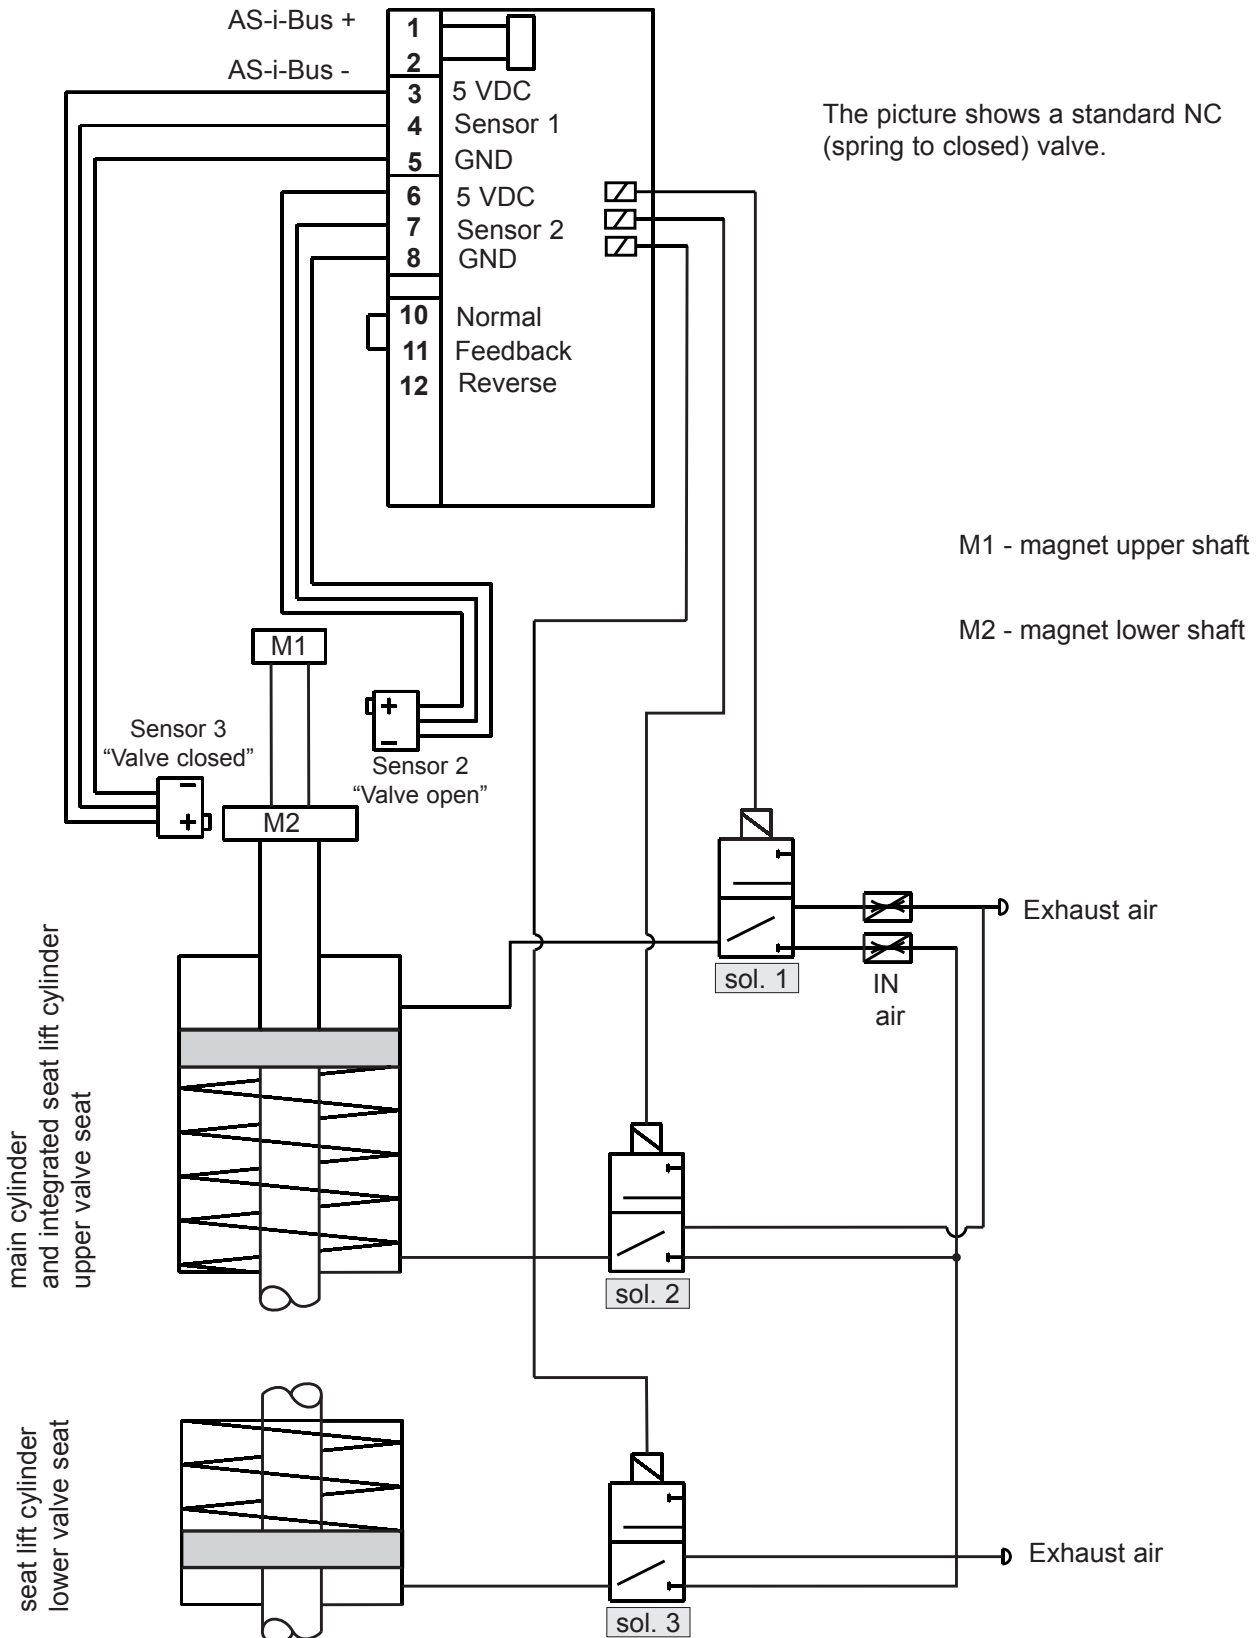 AS-i-Bus +
AS-i-Bus -
1
2
3 5 VDC
4 Sensor 1
5 GND
6 5 VDC
7 Sensor 2
8 GND
10 Normal
11 Feedback
12 Reverse
The picture shows a standard NC
(spring to closed) valve.
M1 - magnet upper shaft
M2 - magnet lower shaft
M1
Sensor 3
“Valve closed”
+
−
Sensor 2
“Valve open”
−
+
M2
Exhaust air
sol. 1
IN
air
main cylinder
and integrated seat lift cylinder
upper valve seat
sol. 2
seat lift cylinder
lower valve seat
Exhaust air
sol. 3